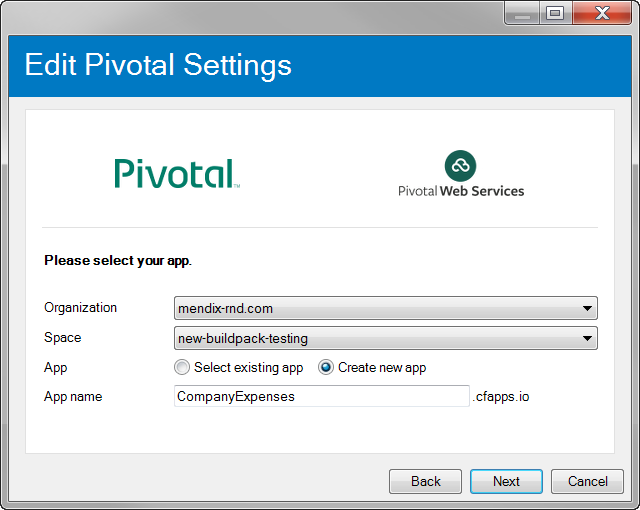 Edit Pivotal Settings
Pivotal™
Pivotal Web Services
Please select your app.
Organization mendix-rnd.com
Space new-buildpack-testing
App Select existing app Create new app
App name CompanyExpenses .cfapps.io
Back Next Cancel